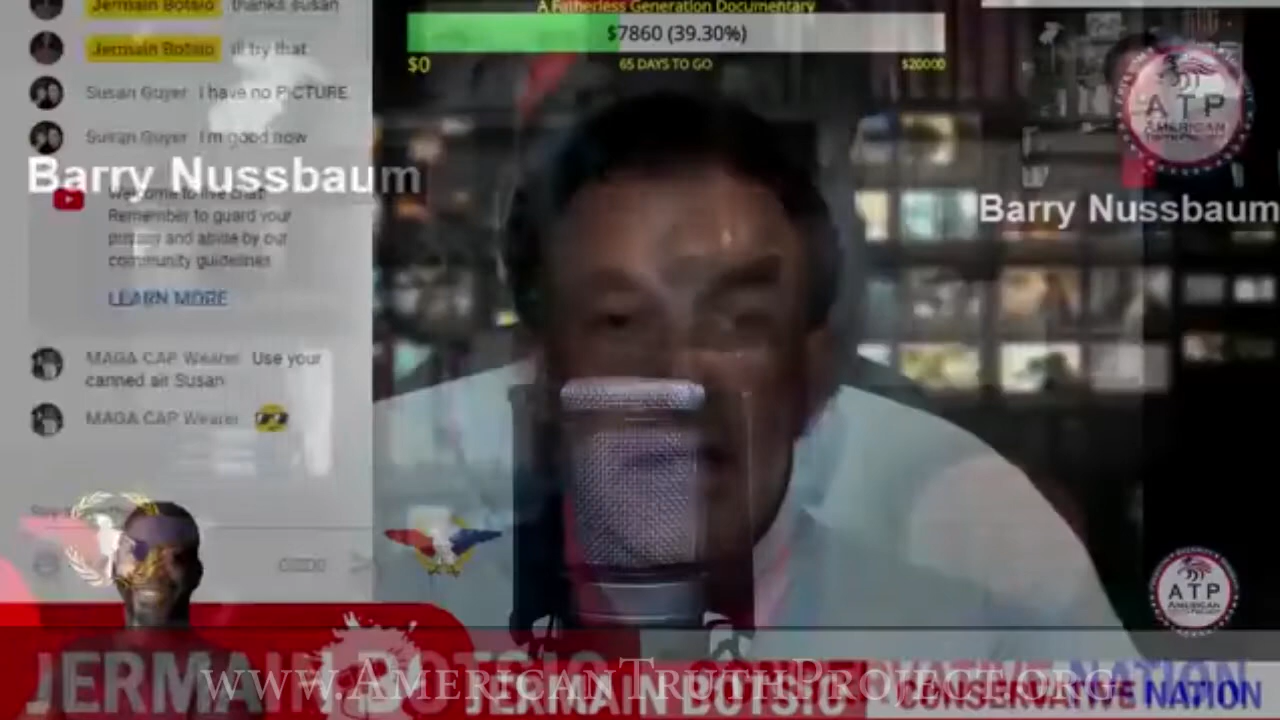 Jermain Botsio thanks susan
Jermain Botsio ill try that
Susan Guyer I have no PICTURE
Susan Guyer I'm good now
Welcome to live chat!
Remember to guard your
privacy and abide by our
community guidelines
LEARN MORE
MAGA CAP Wearer Use your
canned air Susan
MAGA CAP Wearer
A Fatherless Generation Documentary
$7860 (39.30%)
$0
65 DAYS TO GO
$20000
Barry Nussbaum
ATP
AMERICAN
TRUTH PROJECT
Barry Nussbaum
ATP
AMERICAN
JERMAIN BOTSIO
JERMAIN BOTSIO
CONSERVATIVE NATION
www.AmericanTruthProject.org